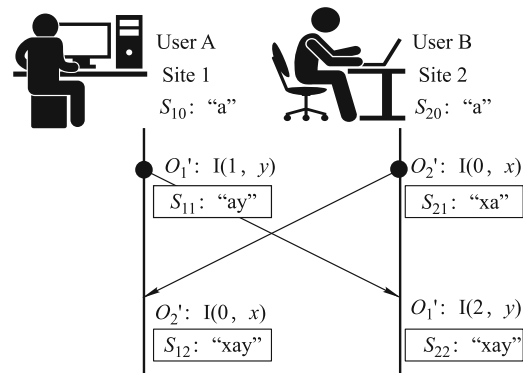 User A
Site 1
S10: “a”
User B
Site 2
S20: “a”
O1': I(1, y)
S11: “ay”
O2': I(0, x)
S21: “xa”
O2': I(0, x)
S12: “xay”
O1': I(2, y)
S22: “xay”